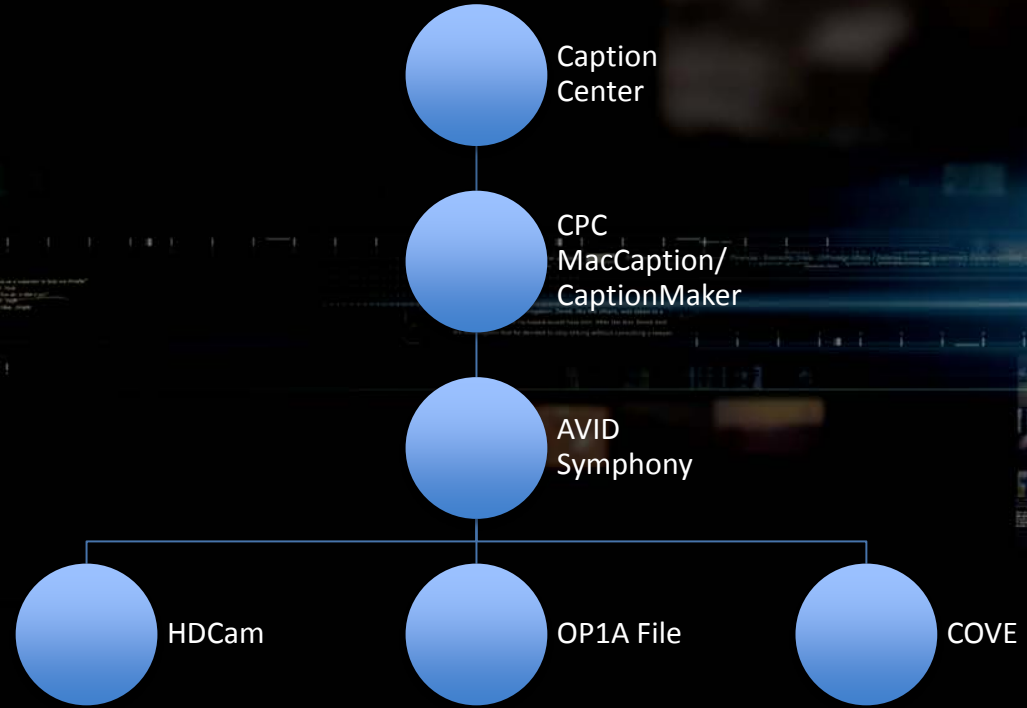 Caption
Center
CPC
MacCaption/
CaptionMaker
AVID
Symphony
HDCam
OP1A File
COVE